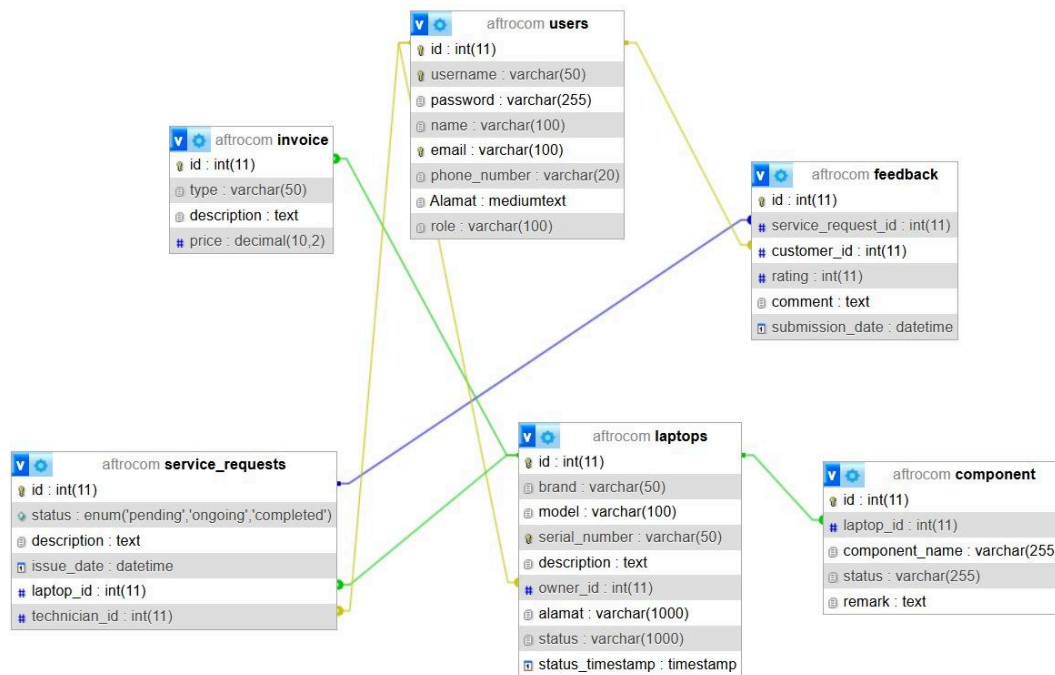 aftrocom users
id : int(11)
username : varchar(50)
password : varchar(255)
name : varchar(100)
email : varchar(100)
phone_number : varchar(20)
Alamat : mediumtext
role : varchar(100)
aftrocom invoice
id : int(11)
type : varchar(50)
description : text
price : decimal(10,2)
aftrocom feedback
id : int(11)
service_request_id : int(11)
customer_id : int(11)
rating : int(11)
comment : text
submission_date : datetime
aftrocom service_requests
id : int(11)
status : enum('pending','ongoing','completed')
description : text
issue_date : datetime
laptop_id : int(11)
technician_id : int(11)
aftrocom laptops
id : int(11)
brand : varchar(50)
model : varchar(100)
serial_number : varchar(50)
description : text
owner_id : int(11)
alamat : varchar(1000)
status : varchar(1000)
status_timestamp : timestamp
aftrocom component
id : int(11)
laptop_id : int(11)
component_name : varchar(255
status : varchar(255)
remark : text